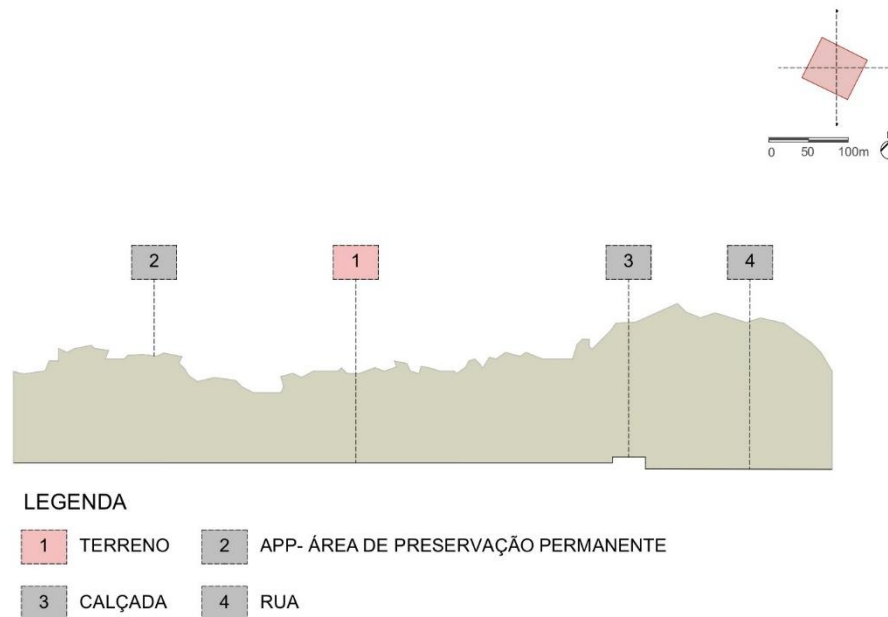 0 50 100m
2 1 3 4
LEGENDA
1 TERRENO 2 APP- ÁREA DE PRESERVAÇÃO PERMANENTE
3 CALÇADA 4 RUA